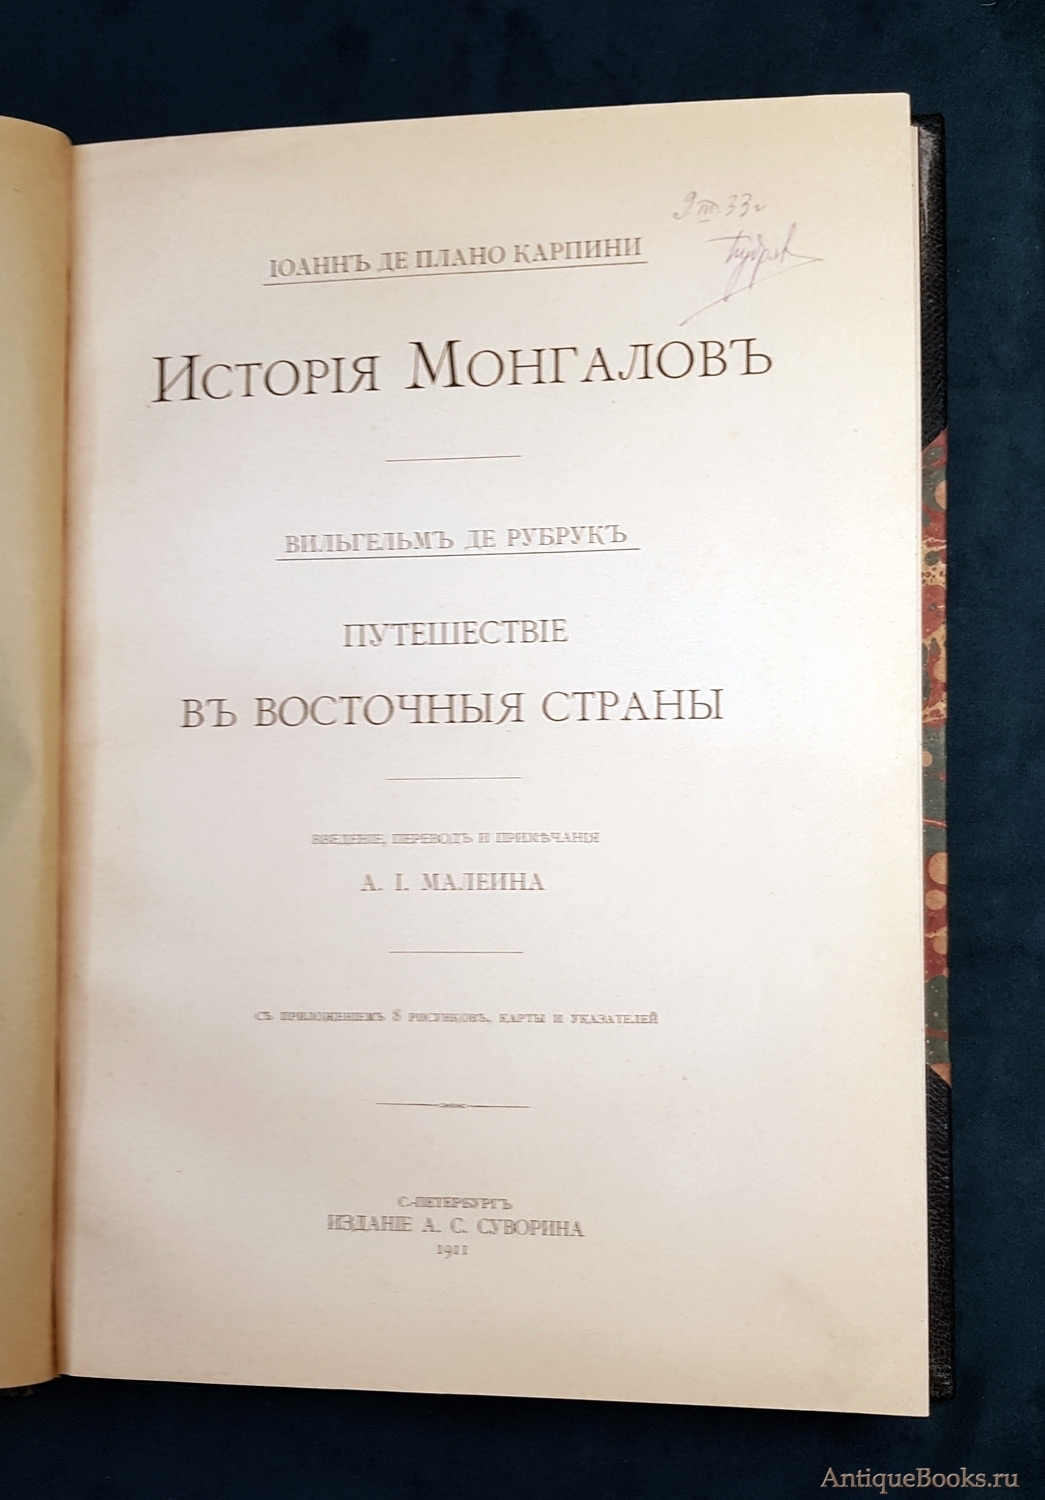 9.III.33г
ІОАННЪ ДЕ ПЛАНО КАРПИНИ
ИСТОРІЯ МОНГАЛОВЪ
ВИЛЬГЕЛЬМЪ ДЕ РУБРУКЪ
ПУТЕШЕСТВІЕ
ВЪ ВОСТОЧНЫЯ СТРАНЫ
ВВЕДЕНІЕ, ПЕРЕВОДЪ И ПРИМѢЧАНІЯ
А. І. МАЛЕИНА
СЪ ПРИЛОЖЕНІЕМЪ 8 РИСУНКОВЪ, КАРТЫ И УКАЗАТЕЛЕЙ
С.-ПЕТЕРБУРГЪ
ИЗДАНІЕ А. С. СУВОРИНА
1911
AntiqueBooks.ru